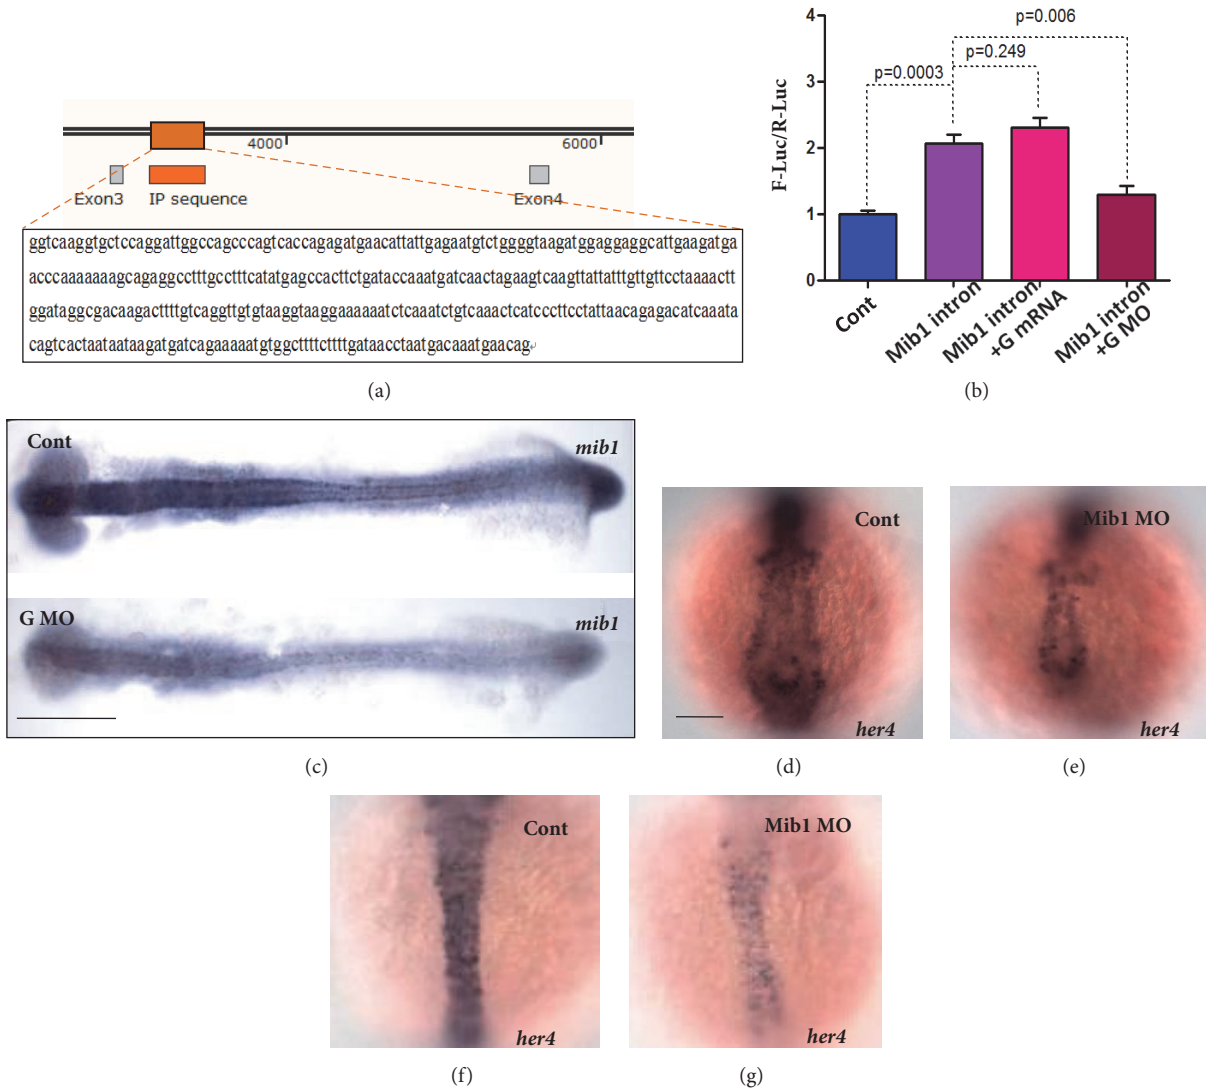 4000
6000
Exon3
IP sequence
Exon4
ggtcaaggtgctccaggattggccagcccagtcaccagagatgaacattattgagaatgtctggggtaagatggaggaggcattgaagatga
acccaaaaaaagcagaggcctttgcctttcatatgagccacttctgataccaaatgatcaactagaagtcaagttattatttgttgttcctaaaactt
ggataggcgacaagacttttgtcaggttgtgtaaggtaaggaaaaaatctcaaatctgtcaaactcatcccttcctattaacagagacatcaaata
cagtcactaataataagatgatcagaaaaatgtggcttttcttttgataacctaatgacaaatgaacag
(a)
F-Luc/R-Luc
4
3
2
1
0
p=0.006
p=0.249
p=0.0003
Cont
Mib1 intron
Mib1 intron
+G mRNA
Mib1 intron
+G MO
(b)
Cont
mib1
G MO
mib1
(c)
Cont
her4
(d)
Mib1 MO
her4
(e)
Cont
her4
(f)
Mib1 MO
her4
(g)